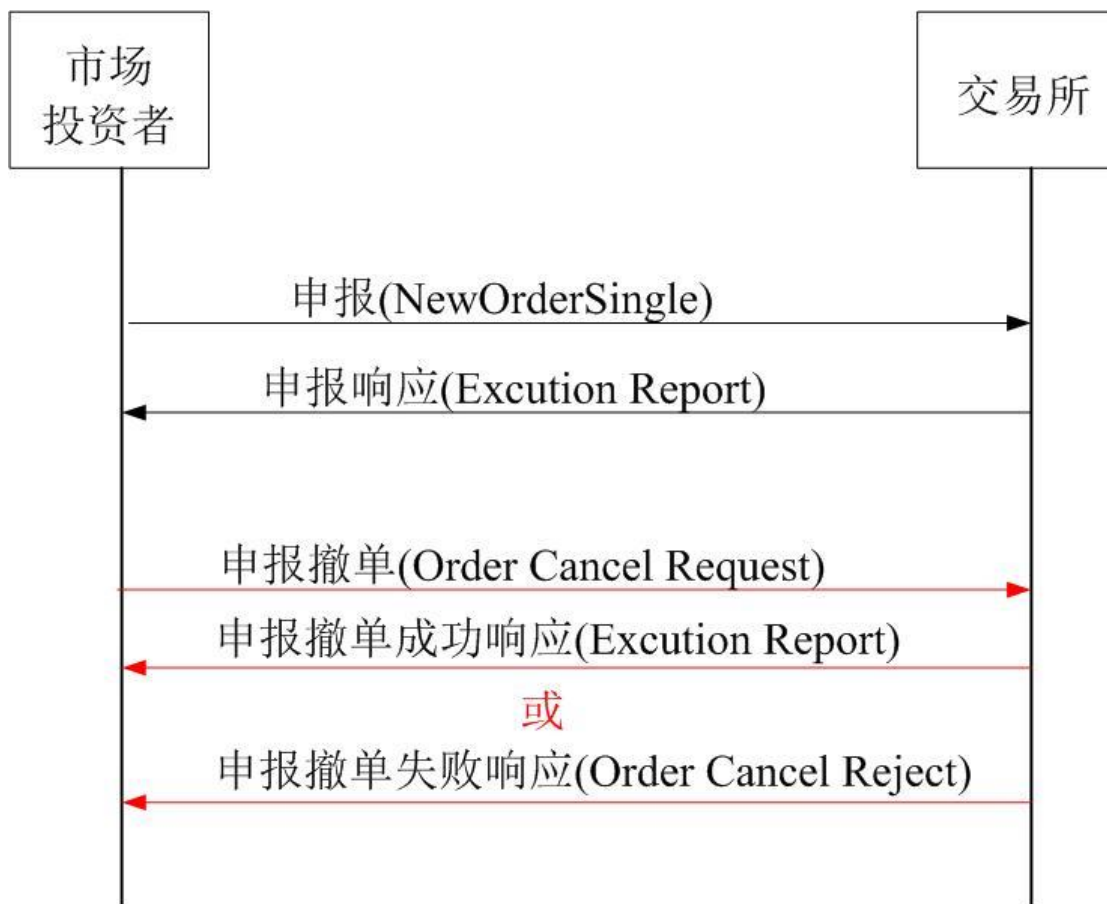 市场
投资者
交易所
申报(NewOrderSingle)
申报响应(Excution Report)
申报撤单(Order Cancel Request)
申报撤单成功响应(Excution Report)
或
申报撤单失败响应(Order Cancel Reject)